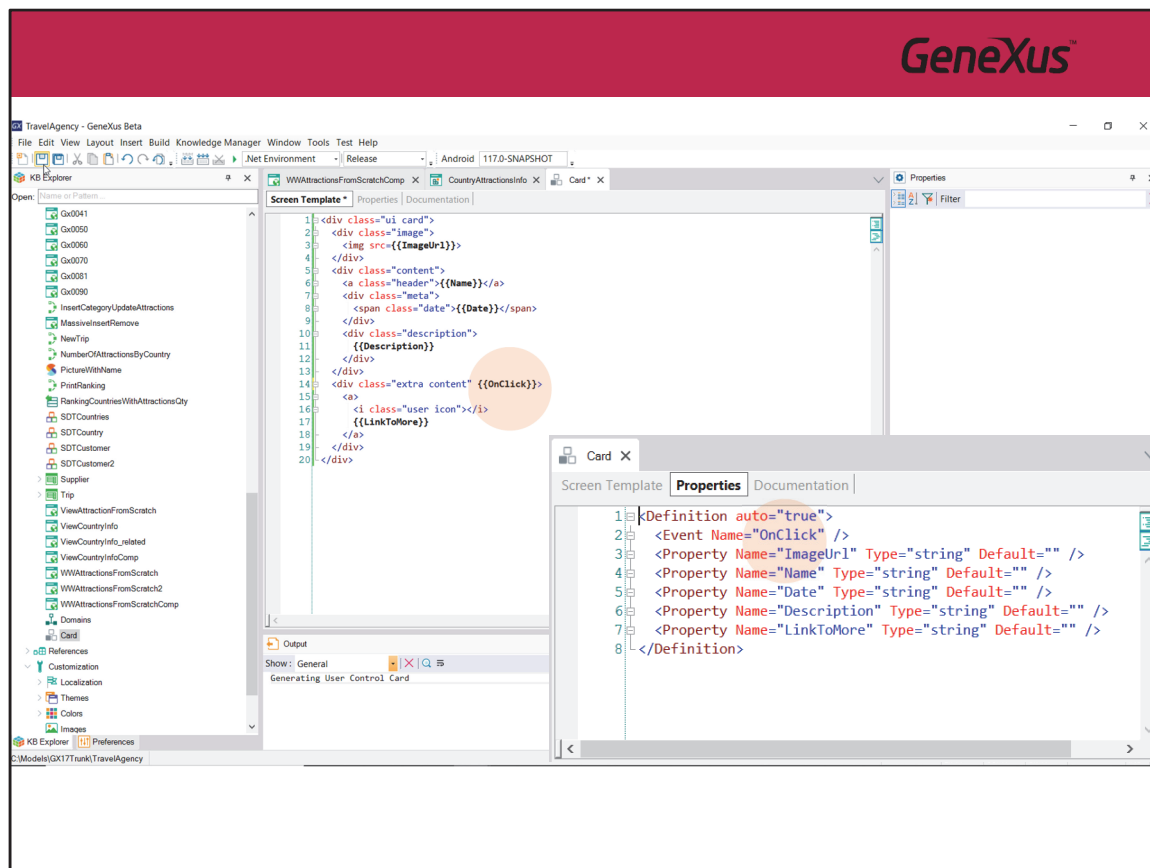 GeneXus™
GX TravelAgency - GeneXus Beta
File Edit View Layout Insert Build Knowledge Manager Window Tools Test Help
.Net Environment Release Android 117.0-SNAPSHOT
KB Explorer
Open: Name or Pattern...
Gx0041
Gx0050
Gx0060
Gx0070
Gx0081
Gx0090
InsertCategoryUpdateAttractions
MassiveInsertRemove
NewTrip
NumberOfAttractionsByCountry
PictureWithName
PrintRanking
RankingCountriesWithAttractionsQty
SDTCountries
SDTCountry
SDTCustomer
SDTCustomer2
Supplier
Trip
ViewAttractionFromScratch
ViewCountryInfo
ViewCountryInfo_related
ViewCountryInfoComp
WWAttractionsFromScratch
WWAttractionsFromScratch2
WWAttractionsFromScratchComp
Domains
Card
References
Customization
Localization
Themes
Colors
Images
KB Explorer Preferences
C:\Models\GX17Trunk\TravelAgency
WWAttractionsFromScratchComp CountryAttractionsInfo Card*
Screen Template * Properties Documentation
1 <div class="ui card">
2 <div class="image">
3 <img src={{ImageUrl}}>
4 </div>
5 <div class="content">
6 <a class="header">{{Name}}</a>
7 <div class="meta">
8 <span class="date">{{Date}}</span>
9 </div>
10 <div class="description">
11 {{Description}}
12 </div>
13 </div>
14 <div class="extra content" {{OnClick}}>
15 <a>
16 <i class="user icon"></i>
17 {{LinkToMore}}
18 </a>
19 </div>
20 </div>
Output
Show: General
Generating User Control Card
Properties
Filter
Card
Screen Template Properties Documentation
1 <Definition auto="true">
2 <Event Name="OnClick" />
3 <Property Name="ImageUrl" Type="string" Default="" />
4 <Property Name="Name" Type="string" Default="" />
5 <Property Name="Date" Type="string" Default="" />
6 <Property Name="Description" Type="string" Default="" />
7 <Property Name="LinkToMore" Type="string" Default="" />
8 </Definition>